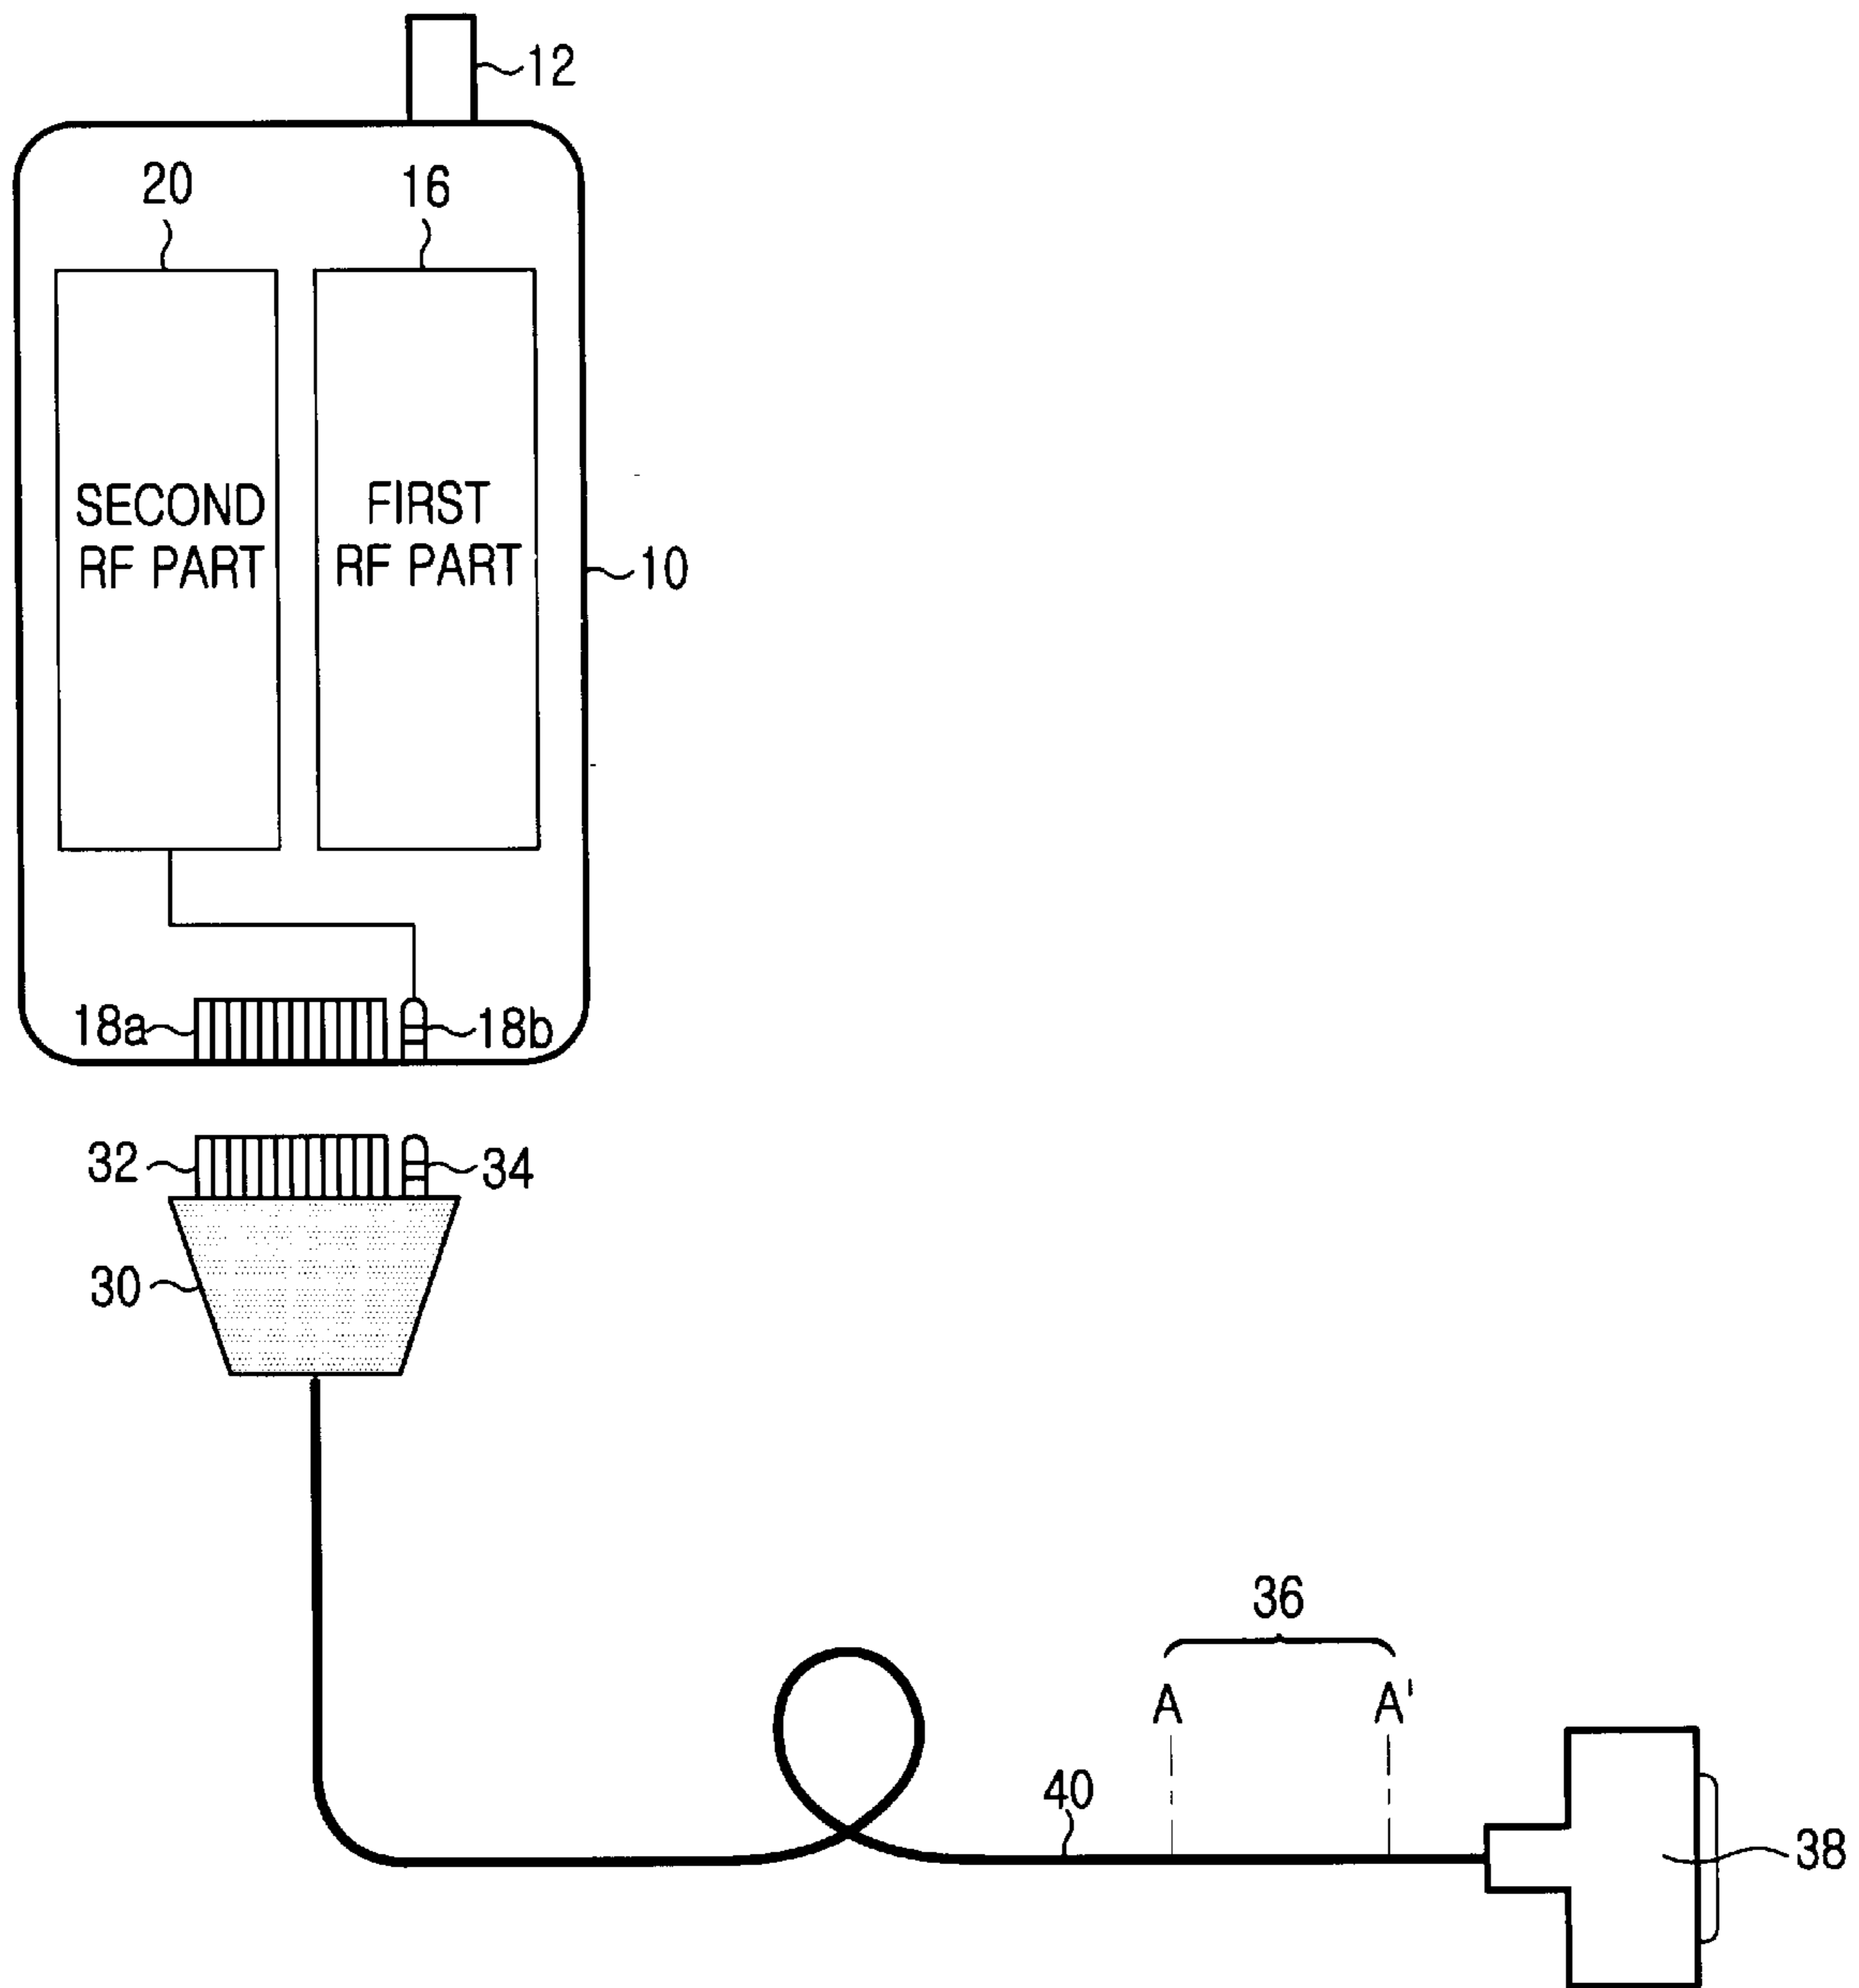 12
20
16
SECOND
RF PART
FIRST
RF PART
10
18a
18b
32
34
30
36
A
A'
40
38